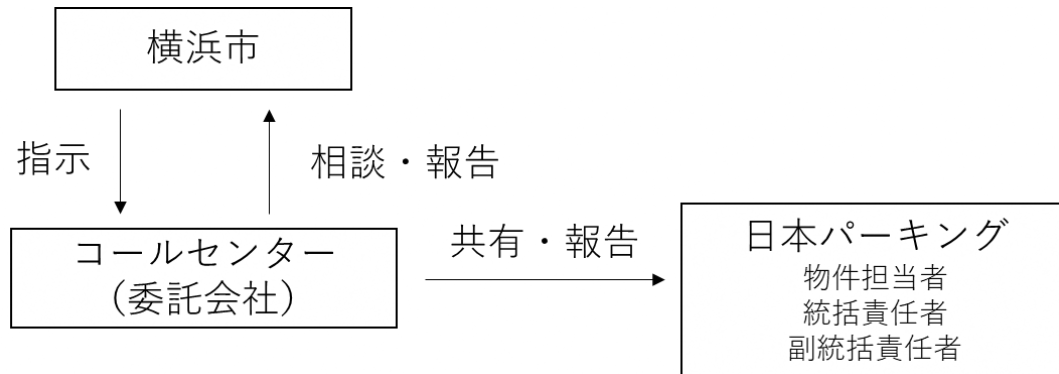 横浜市
指示
相談・報告
コールセンター
（委託会社）
共有・報告
日本パーキング
物件担当者
統括責任者
副統括責任者